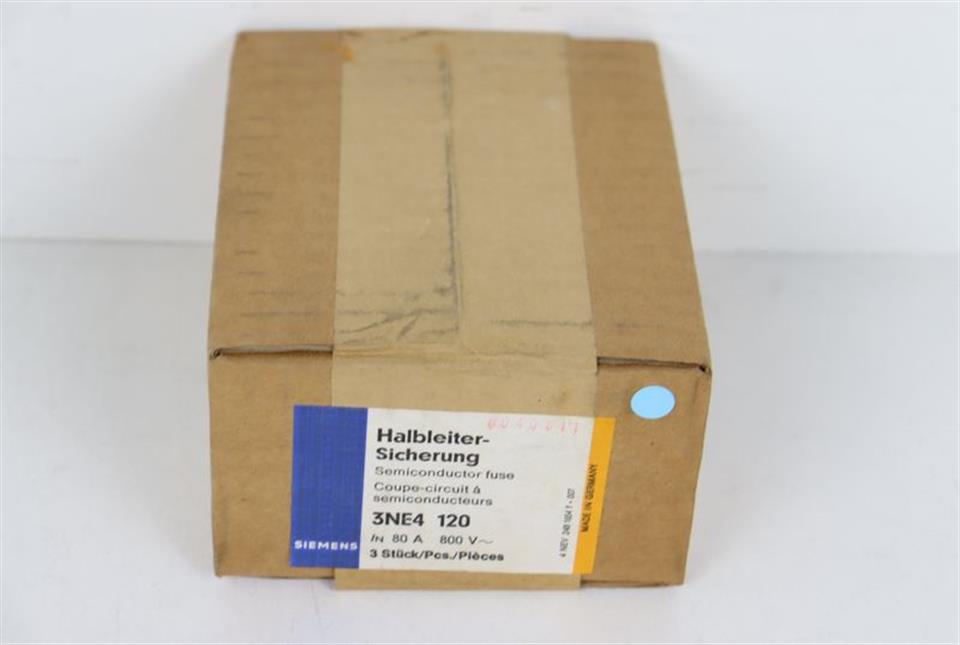 Halbleiter-
Sicherung
Semiconductor fuse
Coupe-circuit à
semiconducteurs
3NE4 120
IN 80 A 800 V~
3 Stück/Pcs./Pièces
SIEMENS
MADE IN GERMANY